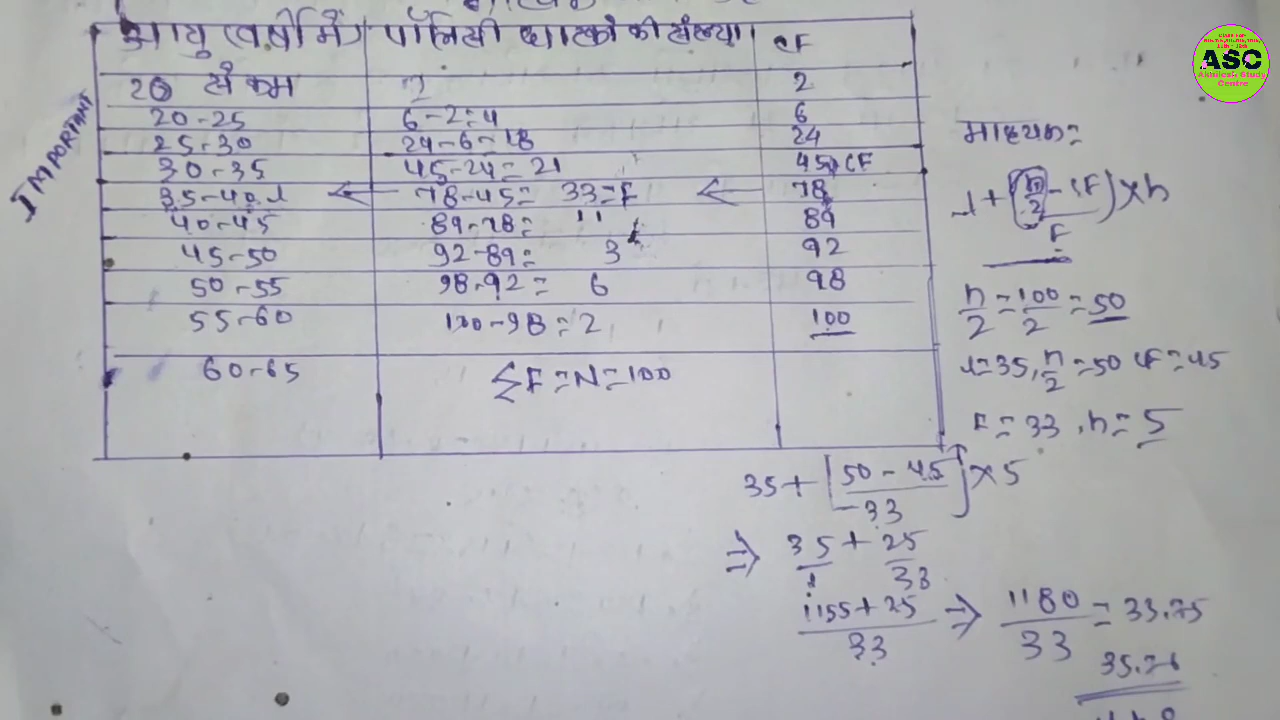 आयु (वर्षों में) पॉलिसी धारकों की संख्या CF
20 से कम 2 2
20-25 6-2=4 6
25-30 24-6=18 24
30-35 45-24=21 45 CF
35-40 l 78-45= 33=F 78
40-45 89-78= 11 89
45-50 92-89= 3 92
50-55 98-92= 6 98
55-60 100-98=2 100
60-65 ΣF=N=100
IMPORTANT
ASC
Akhilesh Study
Centre
माध्यक=
l+(n/2-CF/F)×h
n/2=100/2=50
l=35, n/2=50 CF=45
F=33, h=5
35+[50-45/33]×5
⇒ 35/1+25/33
1155+25/33 ⇒ 1180/33=33.75